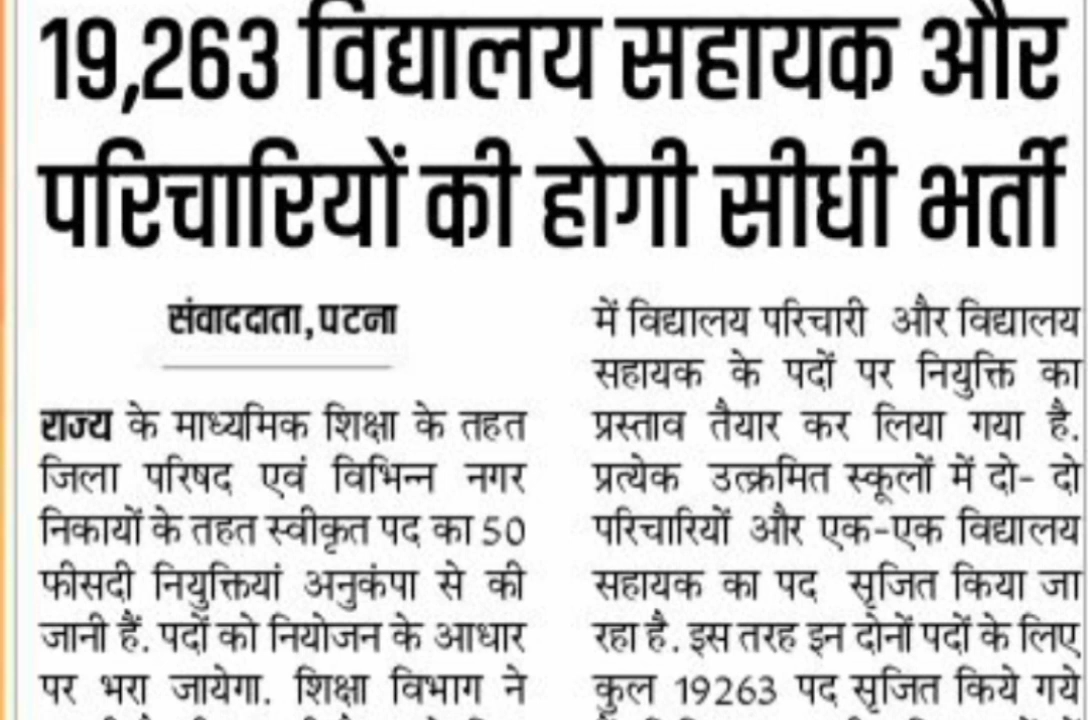 19,263 विद्यालय सहायक और
परिचारियों की होगी सीधी भर्ती
संवाददाता, पटना
राज्य के माध्यमिक शिक्षा के तहत
जिला परिषद एवं विभिन्न नगर
निकायों के तहत स्वीकृत पद का 50
फीसदी नियुक्तियां अनुकंपा से की
जानी हैं. पदों को नियोजन के आधार
पर भरा जायेगा. शिक्षा विभाग ने
में विद्यालय परिचारी और विद्यालय
सहायक के पदों पर नियुक्ति का
प्रस्ताव तैयार कर लिया गया है.
प्रत्येक उत्क्रमित स्कूलों में दो- दो
परिचारियों और एक-एक विद्यालय
सहायक का पद सृजित किया जा
रहा है. इस तरह इन दोनों पदों के लिए
कुल 19263 पद सृजित किये गये